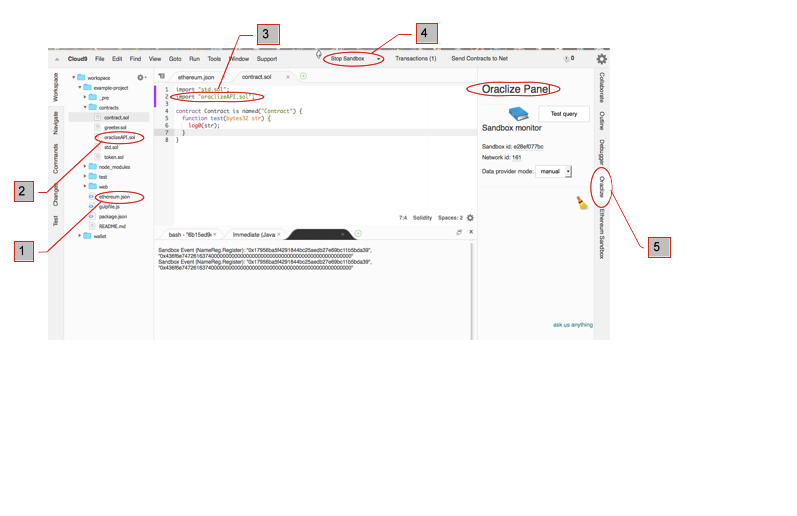 3
4
Cloud9 File Edit Find View Goto Run Tools Window Support Stop Sandbox Transactions (1) Send Contracts to Net 0
Workspace
Navigate
Commands
Changes
Test
workspace
example-project
_pre
contracts
contract.sol
greeter.sol
oraclizeAPI.sol
std.sol
token.sol
node_modules
test
web
ethereum.json
gulpfile.js
package.json
README.md
wallet
2
1
ethereum.json contract.sol
1 import "std.sol";
2 import "oraclizeAPI.sol";
3
4 contract Contract is named("Contract") {
5 function test(bytes32 str) {
6 log0(str);
7 }
8 }
7:4 Solidity Spaces: 2
bash - "6b15ed9 Immediate (Java
Sandbox Event (NameReg.Register): "0x17956ba5f4291844bc25aedb27e69bc11b5bda39",
"0x436f6e7472616374000000000000000000000000000000000000000000000000"
Sandbox Event (NameReg.Register): "0x17956ba5f4291844bc25aedb27e69bc11b5bda39",
"0x436f6e7472616374000000000000000000000000000000000000000000000000"
Oraclize Panel
Test query
Sandbox monitor
Sandbox id: e28ef077bc
Network id: 161
Data provider mode: manual
ask us anything
Collaborate
Outline
Debugger
Oraclize
Ethereum Sandbox
5